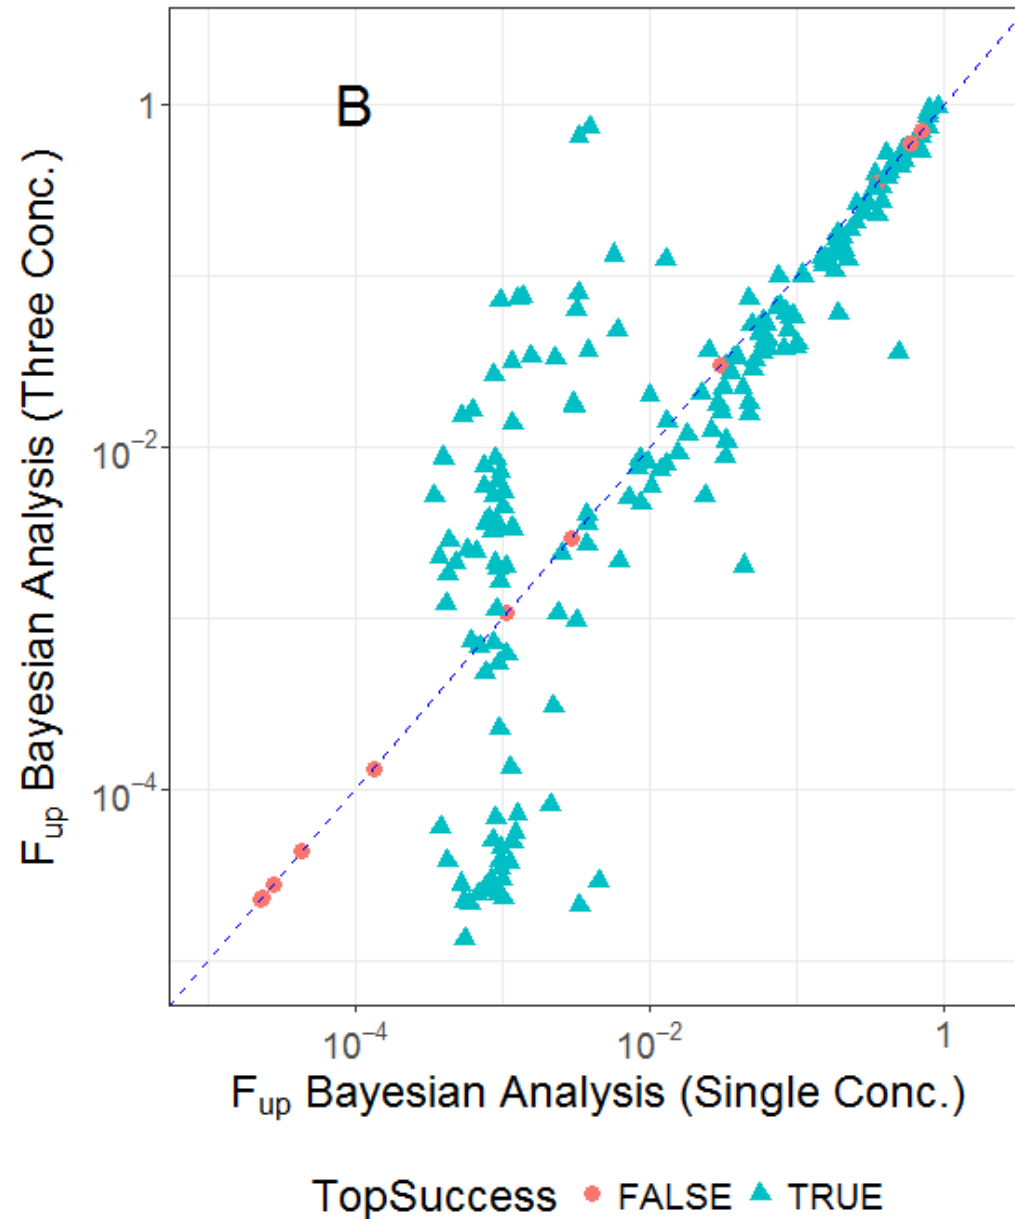 B
1
10⁻²
10⁻⁴
F_up Bayesian Analysis (Three Conc.)
10⁻⁴ 10⁻² 1
F_up Bayesian Analysis (Single Conc.)
TopSuccess FALSE TRUE